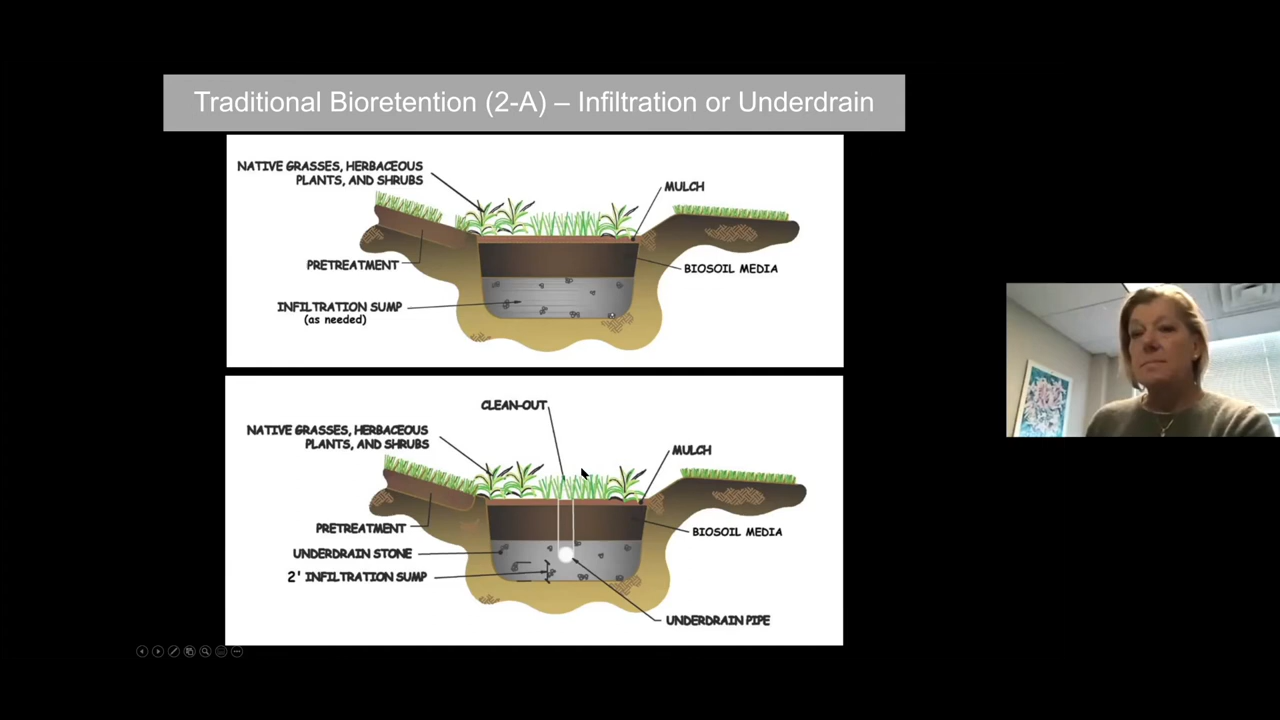 Traditional Bioretention (2-A) – Infiltration or Underdrain
NATIVE GRASSES, HERBACEOUS
PLANTS, AND SHRUBS
MULCH
PRETREATMENT
BIOSOIL MEDIA
INFILTRATION SUMP
(as needed)
CLEAN-OUT
NATIVE GRASSES, HERBACEOUS
PLANTS, AND SHRUBS
MULCH
PRETREATMENT
BIOSOIL MEDIA
UNDERDRAIN STONE
2' INFILTRATION SUMP
UNDERDRAIN PIPE